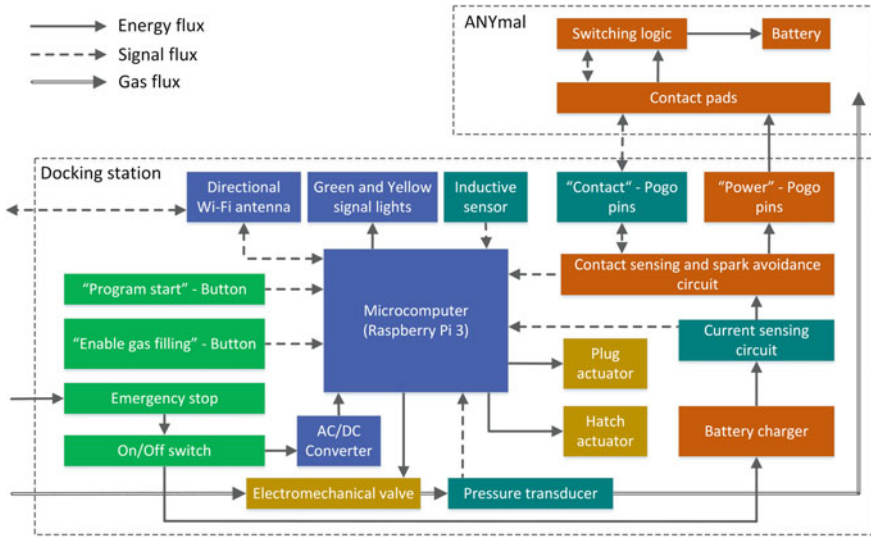 Energy flux
Signal flux
Gas flux
ANYmal
Switching logic
Battery
Contact pads
Docking station
Directional
Wi-Fi antenna
Green and Yellow
signal lights
Inductive
sensor
“Contact“ - Pogo
pins
“Power” - Pogo
pins
Contact sensing and spark avoidance
circuit
“Program start” - Button
Microcomputer
(Raspberry Pi 3)
“Enable gas filling” - Button
Current sensing
circuit
Plug
actuator
Emergency stop
Hatch
actuator
Battery charger
On/Off switch
AC/DC
Converter
Electromechanical valve
Pressure transducer